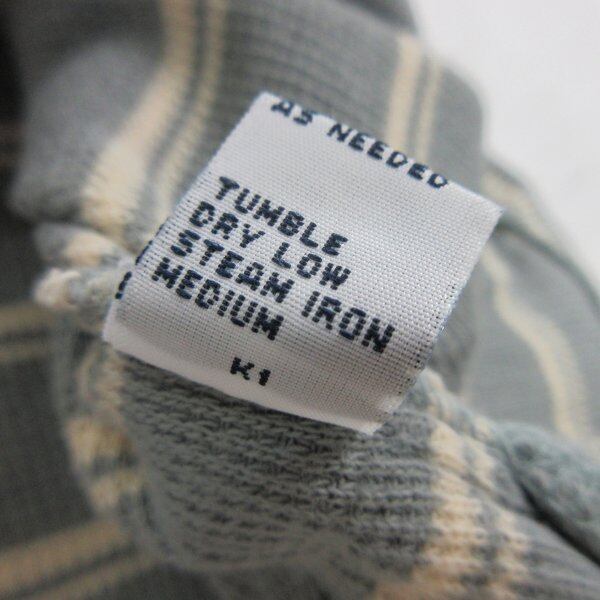 AS NEEDED
TUMBLE
DRY LOW
STEAM IRON
MEDIUM
K1